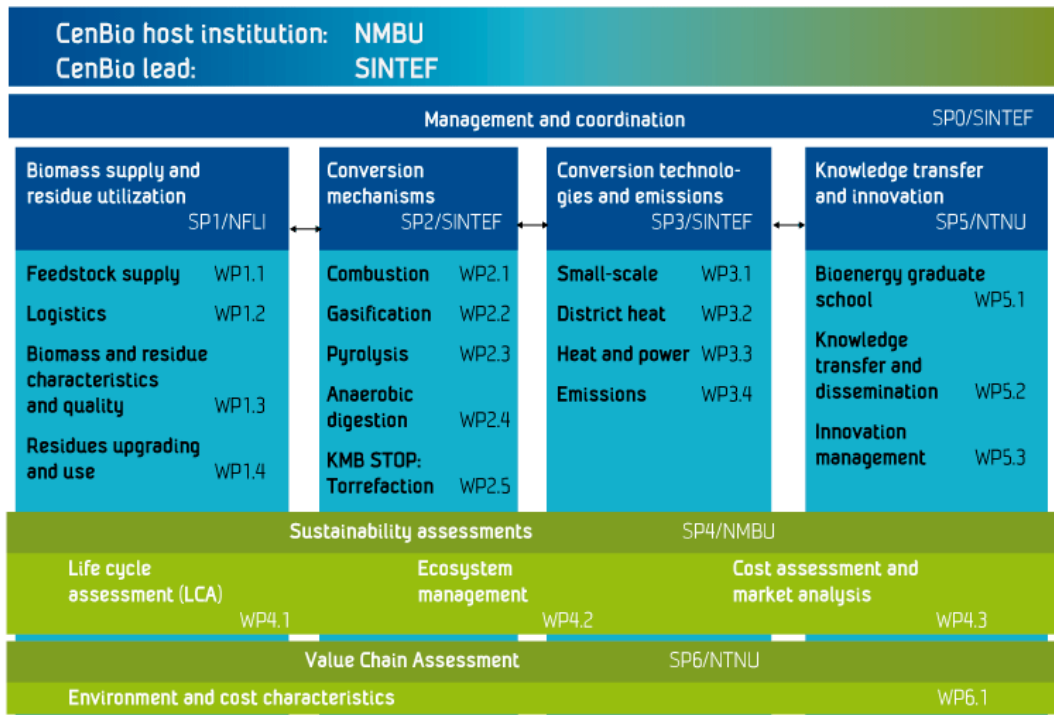 CenBio host institution: NMBU
CenBio lead: SINTEF
Management and coordination SP0/SINTEF
Biomass supply and
residue utilization
SP1/NFLI
Feedstock supply WP1.1
Logistics WP1.2
Biomass and residue
characteristics
and quality WP1.3
Residues upgrading
and use WP1.4
Conversion
mechanisms
SP2/SINTEF
Combustion WP2.1
Gasification WP2.2
Pyrolysis WP2.3
Anaerobic
digestion WP2.4
KMB STOP:
Torrefaction WP2.5
Conversion technolo-
gies and emissions
SP3/SINTEF
Small-scale WP3.1
District heat WP3.2
Heat and power WP3.3
Emissions WP3.4
Knowledge transfer
and innovation
SP5/NTNU
Bioenergy graduate
school WP5.1
Knowledge
transfer and
dissemination WP5.2
Innovation
management WP5.3
Sustainability assessments SP4/NMBU
Life cycle
assessment (LCA)
WP4.1
Ecosystem
management
WP4.2
Cost assessment and
market analysis
WP4.3
Value Chain Assessment SP6/NTNU
Environment and cost characteristics WP6.1